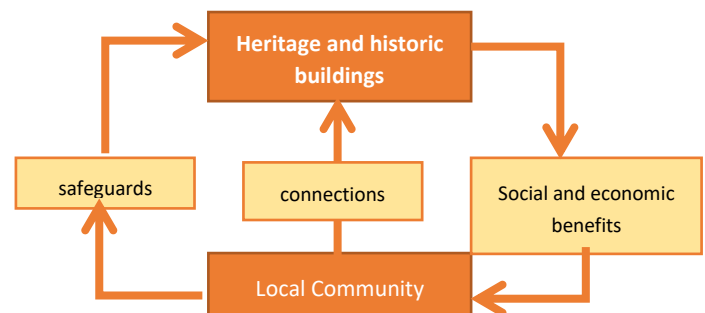 Heritage and historic
buildings
safeguards
connections
Social and economic
benefits
Local Community